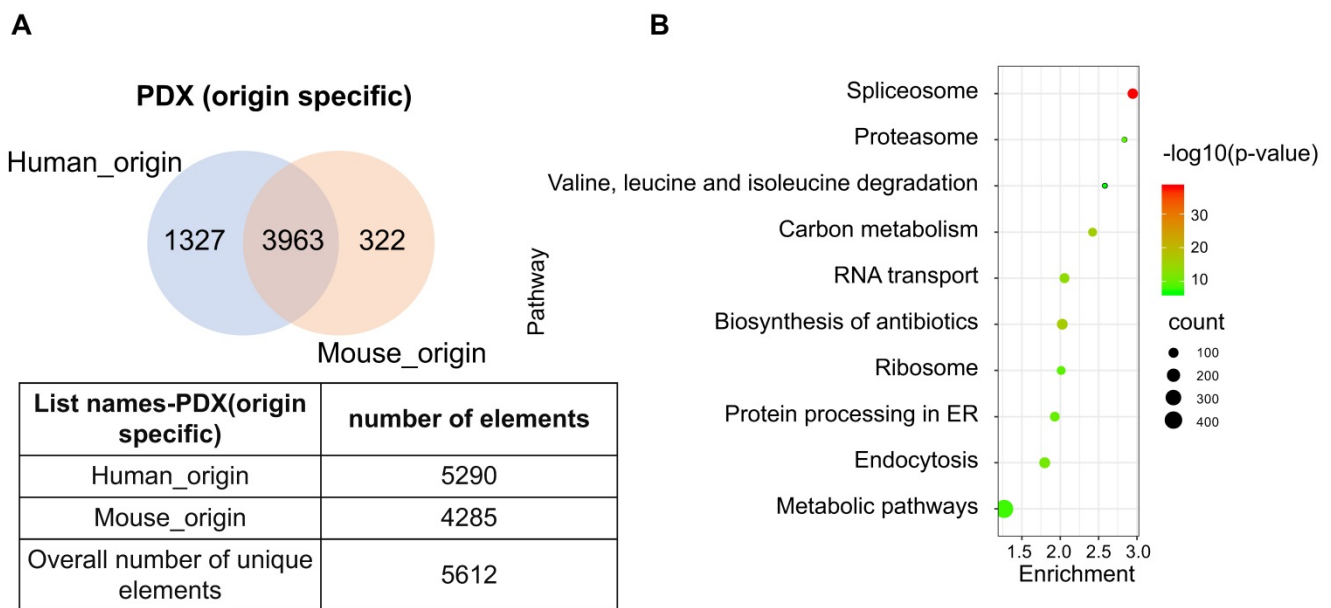 A
PDX (origin specific)
Human_origin
1327
3963
322
Mouse_origin
List names-PDX(origin
specific)
number of elements
Human_origin
5290
Mouse_origin
4285
Overall number of unique
elements
5612
B
Pathway
Spliceosome
Proteasome
Valine, leucine and isoleucine degradation
Carbon metabolism
RNA transport
Biosynthesis of antibiotics
Ribosome
Protein processing in ER
Endocytosis
Metabolic pathways
1.5
2.0
2.5
3.0
Enrichment
-log10(p-value)
30
20
10
count
100
200
300
400